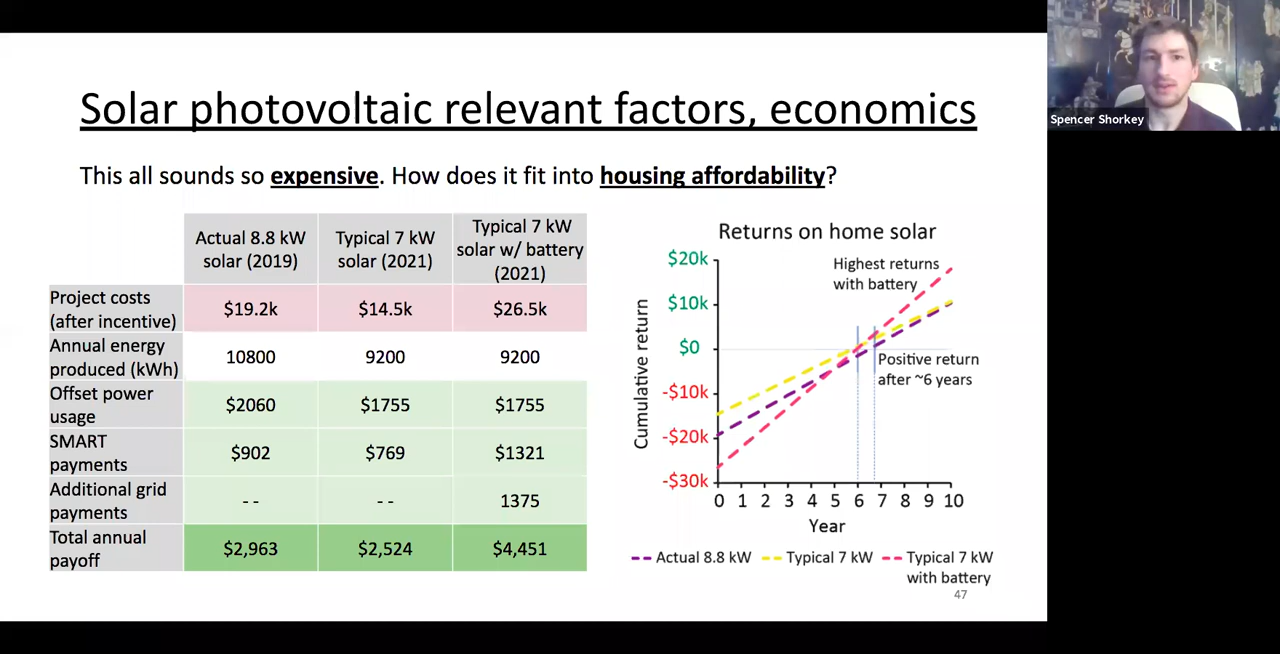 Solar photovoltaic relevant factors, economics
This all sounds so expensive. How does it fit into housing affordability?
Actual 8.8 kW
solar (2019)
Typical 7 kW
solar (2021)
Typical 7 kW
solar w/ battery
(2021)
Project costs
(after incentive)
$19.2k
$14.5k
$26.5k
Annual energy
produced (kWh)
10800
9200
9200
Offset power
usage
$2060
$1755
$1755
SMART
payments
$902
$769
$1321
Additional grid
payments
- -
- -
1375
Total annual
payoff
$2,963
$2,524
$4,451
Returns on home solar
Cumulative return
$20k
$10k
$0
-$10k
-$20k
-$30k
Highest returns
with battery
Positive return
after ~6 years
0 1 2 3 4 5 6 7 8 9 10
Year
Actual 8.8 kW
Typical 7 kW
Typical 7 kW
with battery
47
Spencer Shorkey